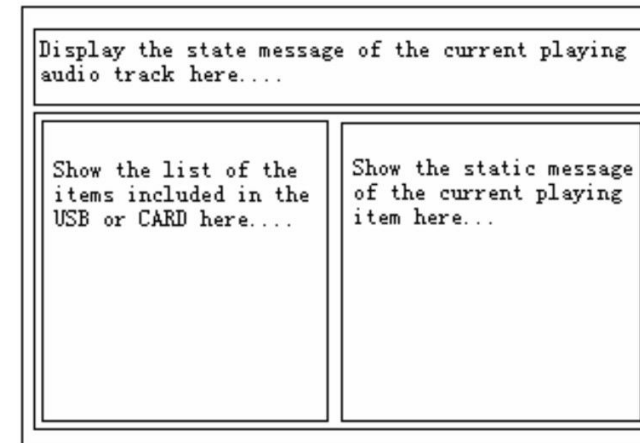 Display the state message of the current playing
audio track here....
Show the list of the
items included in the
USB or CARD here....
Show the static message
of the current playing
item here...